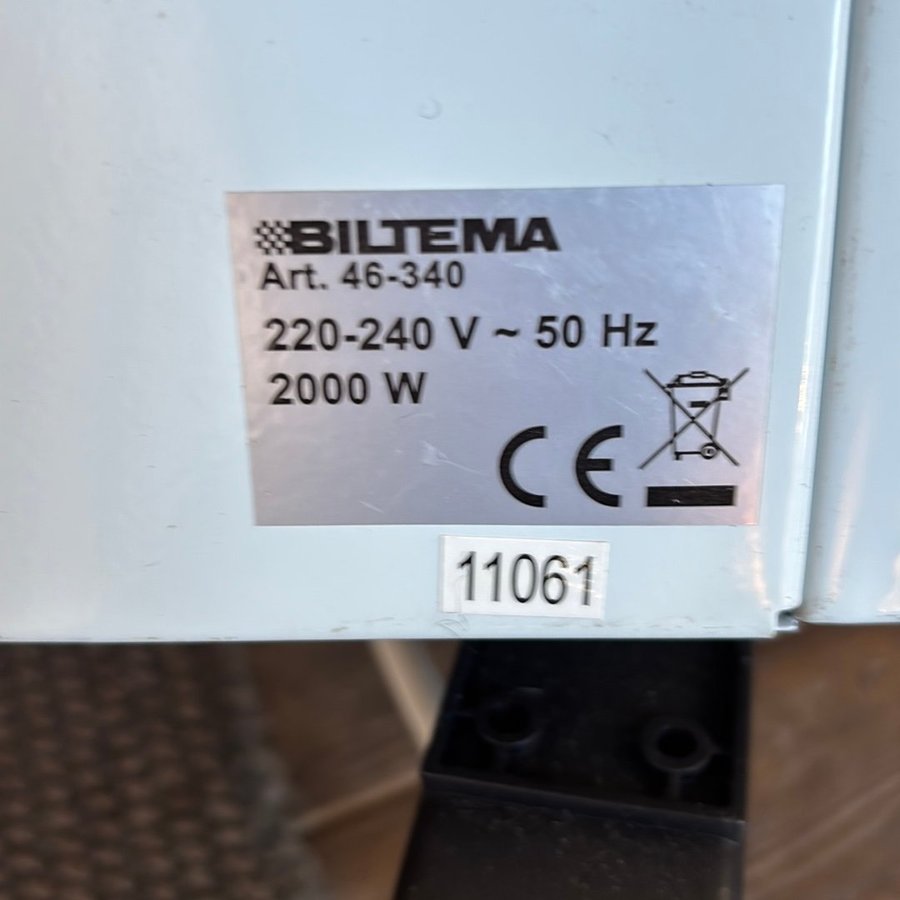 BILTEMA
Art. 46-340
220-240 V ~ 50 Hz
2000 W
CE
11061